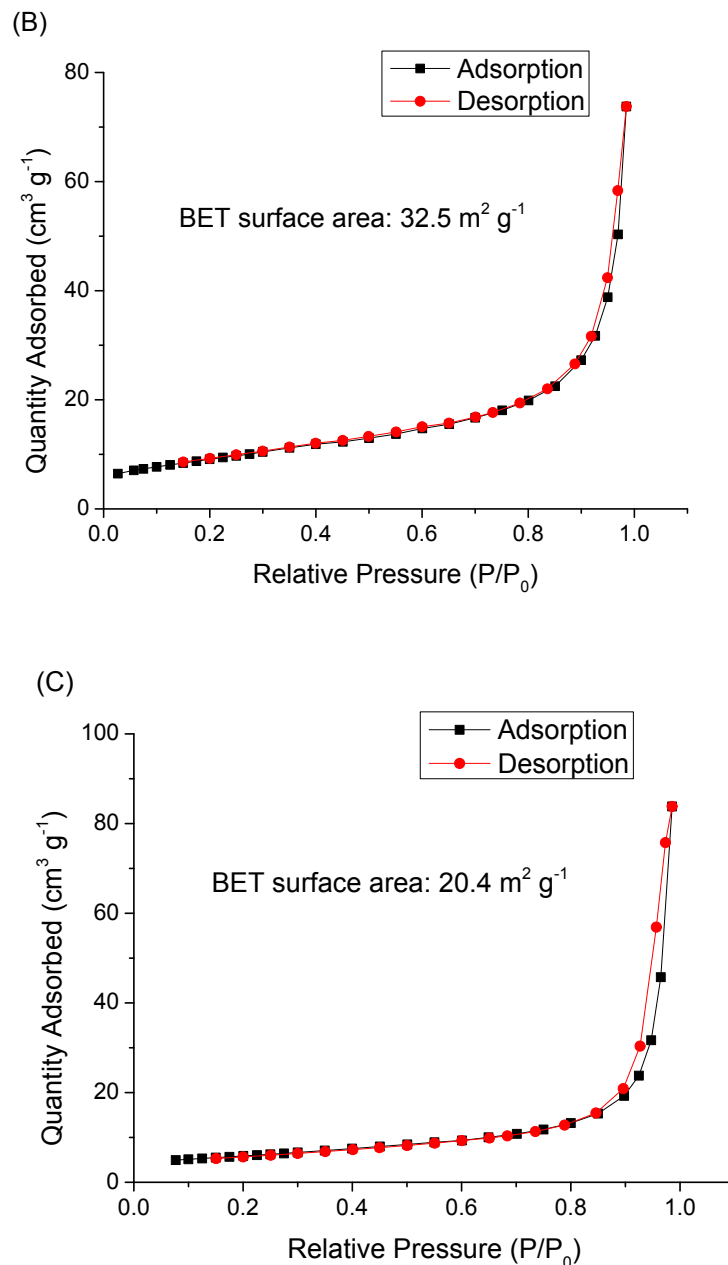 (B)
Adsorption
Desorption
BET surface area: 32.5 m² g⁻¹
Quantity Adsorbed (cm³ g⁻¹)
80
60
40
20
0
0.0 0.2 0.4 0.6 0.8 1.0
Relative Pressure (P/P₀)
(C)
Adsorption
Desorption
BET surface area: 20.4 m² g⁻¹
Quantity Adsorbed (cm³ g⁻¹)
100
80
60
40
20
0
0.0 0.2 0.4 0.6 0.8 1.0
Relative Pressure (P/P₀)